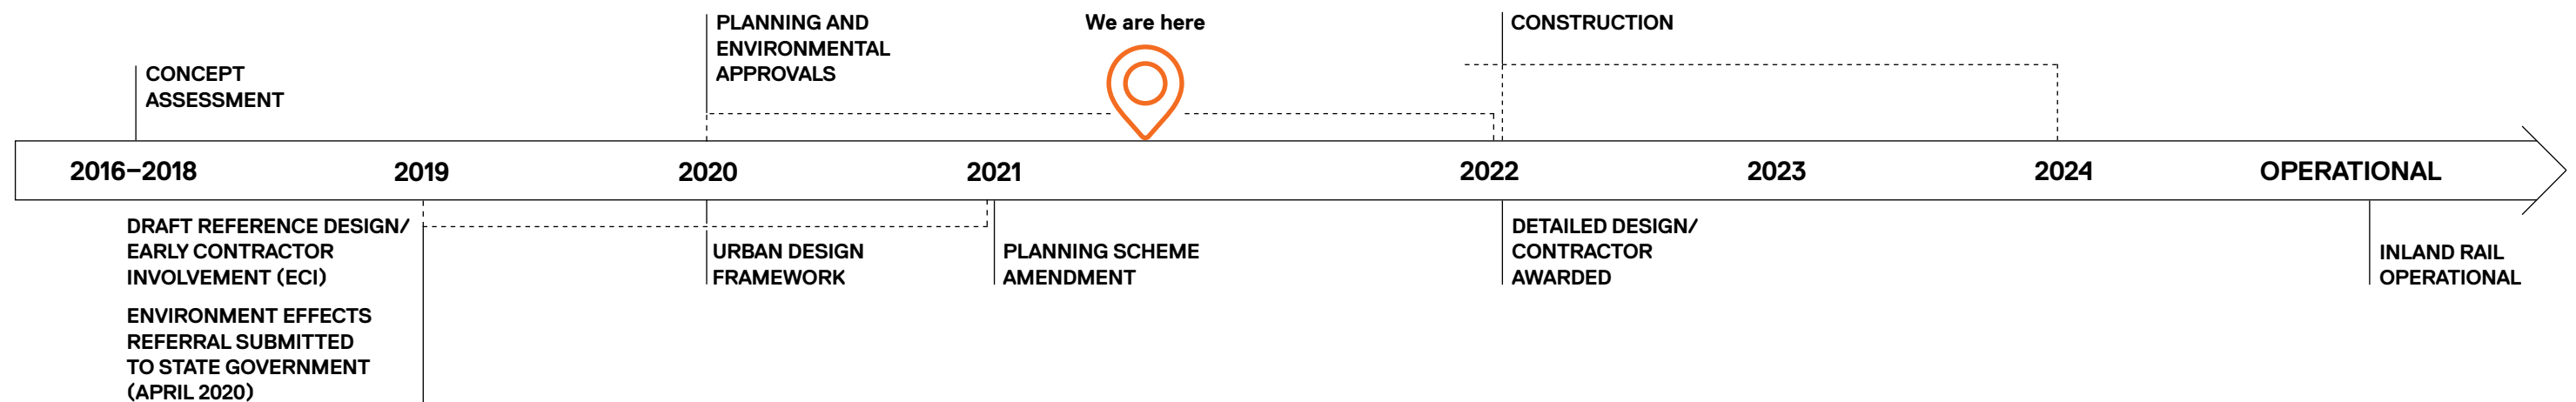 PLANNING AND
ENVIRONMENTAL
APPROVALS
We are here
CONSTRUCTION
CONCEPT
ASSESSMENT
2016–2018
2019
2020
2021
2022
2023
2024
OPERATIONAL
DRAFT REFERENCE DESIGN/
EARLY CONTRACTOR
INVOLVEMENT (ECI)
ENVIRONMENT EFFECTS
REFERRAL SUBMITTED
TO STATE GOVERNMENT
(APRIL 2020)
URBAN DESIGN
FRAMEWORK
PLANNING SCHEME
AMENDMENT
DETAILED DESIGN/
CONTRACTOR
AWARDED
INLAND RAIL
OPERATIONAL